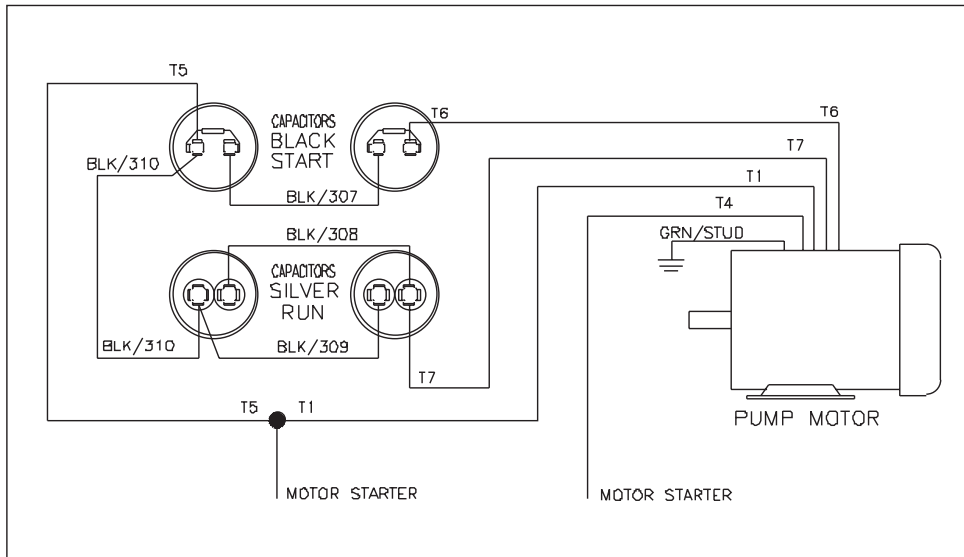 T5
CAPACITORS
BLACK
START
T6
T6
T7
BLK/310
T1
BLK/307
T4
BLK/308
GRN/STUD
CAPACITORS
SILVER
RUN
BLK/310
BLK/309
T7
T5
T1
PUMP MOTOR
MOTOR STARTER
MOTOR STARTER